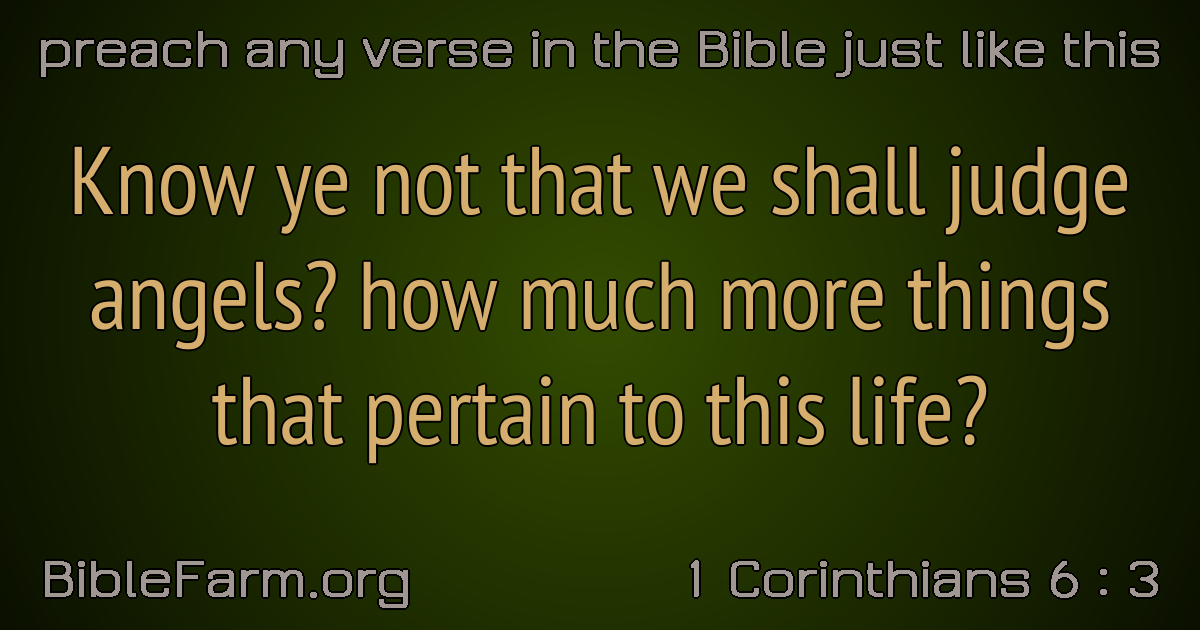 preach any verse in the Bible just like this
Know ye not that we shall judge
angels? how much more things
that pertain to this life?
BibleFarm.org
1 Corinthians 6 : 3